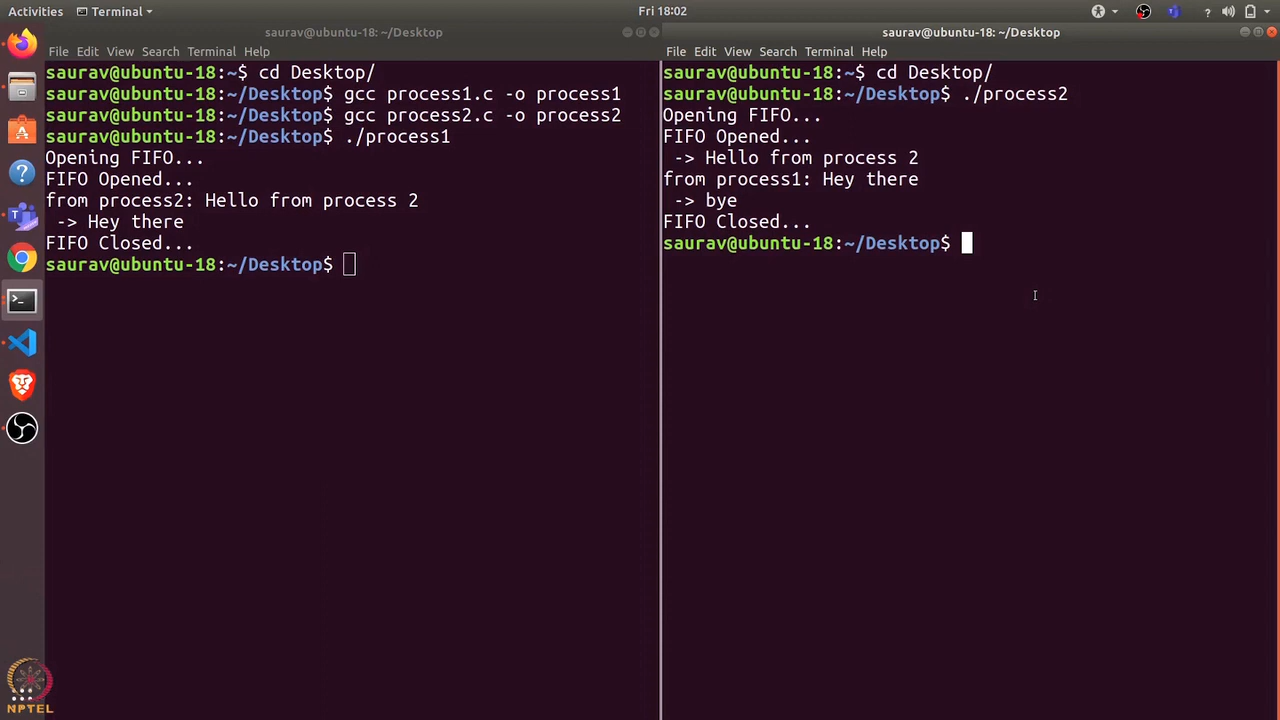 Activities
Terminal
Fri 18:02
saurav@ubuntu-18: ~/Desktop
File Edit View Search Terminal Help
saurav@ubuntu-18:~$ cd Desktop/
saurav@ubuntu-18:~/Desktop$ gcc process1.c -o process1
saurav@ubuntu-18:~/Desktop$ gcc process2.c -o process2
saurav@ubuntu-18:~/Desktop$ ./process1
Opening FIFO...
FIFO Opened...
from process2: Hello from process 2
-> Hey there
FIFO Closed...
saurav@ubuntu-18:~/Desktop$
saurav@ubuntu-18: ~/Desktop
File Edit View Search Terminal Help
saurav@ubuntu-18:~$ cd Desktop/
saurav@ubuntu-18:~/Desktop$ ./process2
Opening FIFO...
FIFO Opened...
-> Hello from process 2
from process1: Hey there
-> bye
FIFO Closed...
saurav@ubuntu-18:~/Desktop$
NPTEL